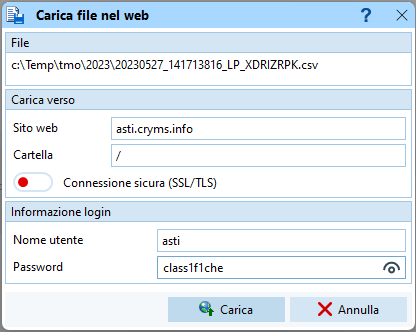 Carica file nel web
File
c:\Temp\tmo\2023\20230527_141713816_LP_XDRIZRPK.csv
Carica verso
Sito web asti.cryms.info
Cartella /
Connessione sicura (SSL/TLS)
Informazione login
Nome utente asti
Password class1f1che
Carica Annulla